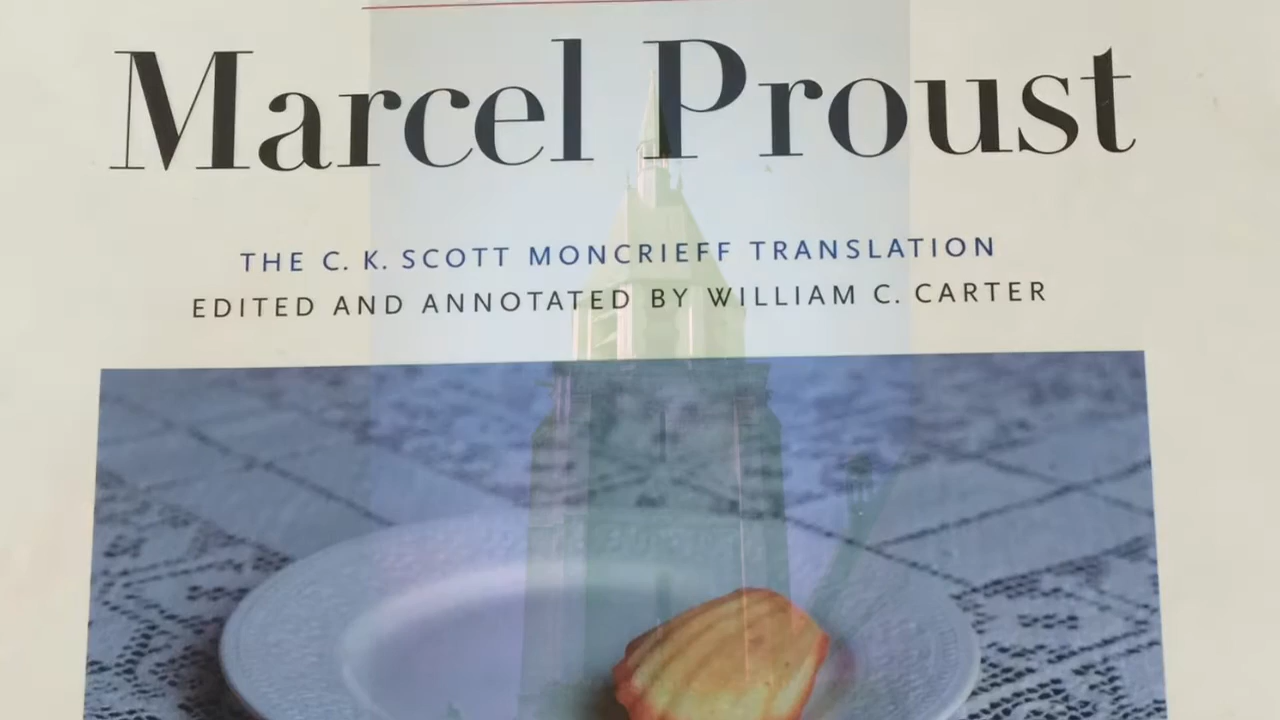 Marcel Proust
THE C. K. SCOTT MONCRIEFF TRANSLATION
EDITED AND ANNOTATED BY WILLIAM C. CARTER